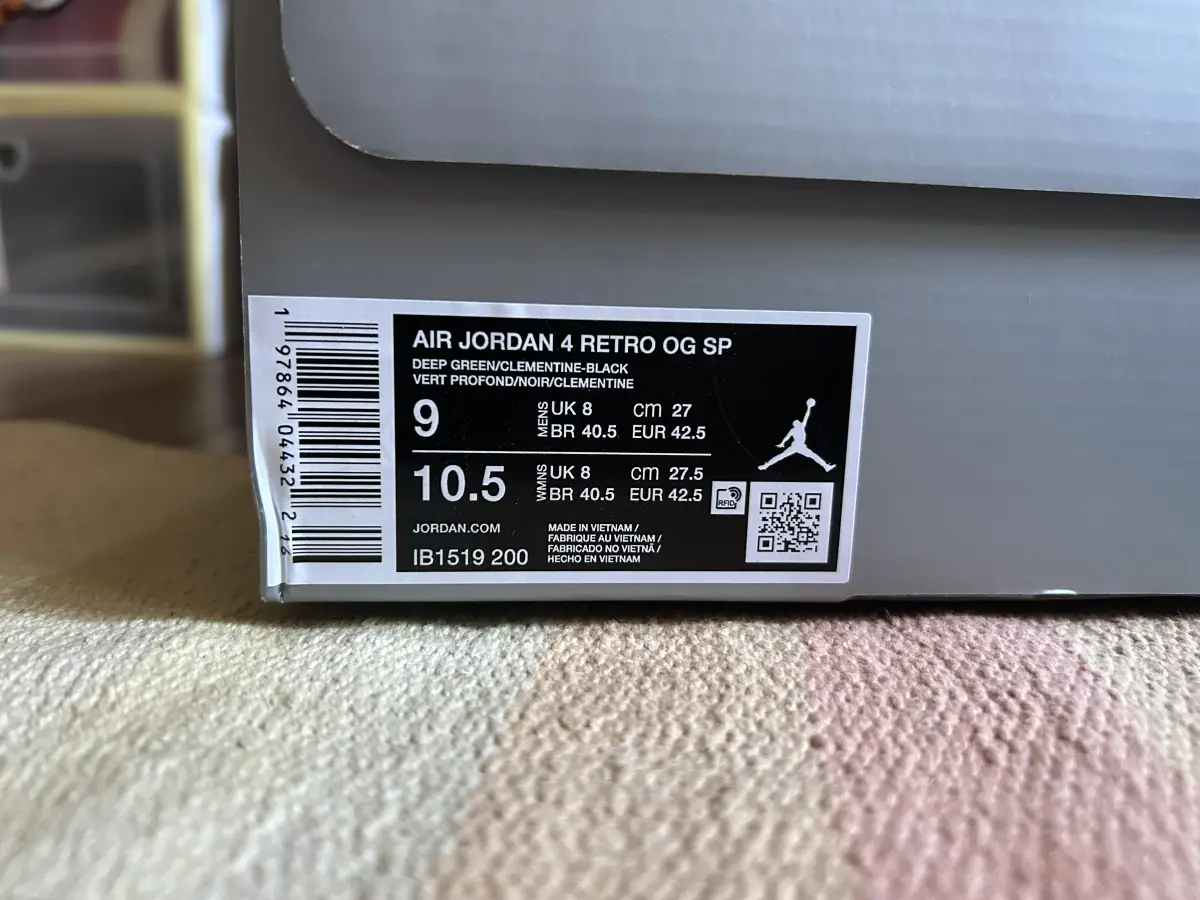 1 97864 04432 2 16
AIR JORDAN 4 RETRO OG SP
DEEP GREEN/CLEMENTINE-BLACK
VERT PROFOND/NOIR/CLEMENTINE
9 MENS UK 8 cm 27
BR 40.5 EUR 42.5
10.5 WMNS UK 8 cm 27.5
BR 40.5 EUR 42.5
RFID
JORDAN.COM
IB1519 200
MADE IN VIETNAM /
FABRIQUE AU VIETNAM /
FABRICADO NO VIETNÃ /
HECHO EN VIETNAM